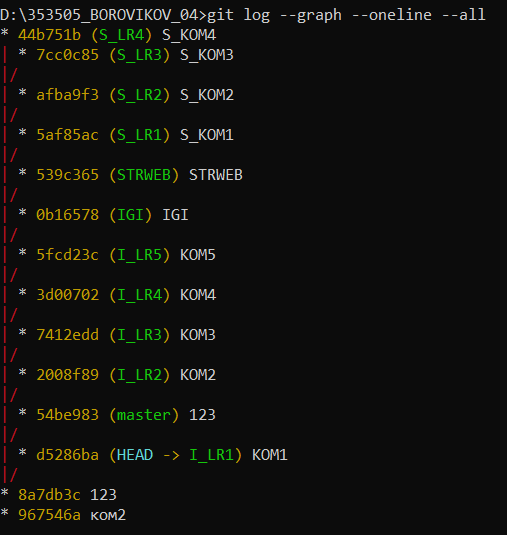 D:\353505_BOROVIKOV_04>git log --graph --oneline --all
* 44b751b (S_LR4) S_KOM4
| * 7cc0c85 (S_LR3) S_KOM3
|/
| * afba9f3 (S_LR2) S_KOM2
|/
| * 5af85ac (S_LR1) S_KOM1
|/
| * 539c365 (STRWEB) STRWEB
|/
| * 0b16578 (IGI) IGI
|/
| * 5fcd23c (I_LR5) KOM5
|/
| * 3d00702 (I_LR4) KOM4
|/
| * 7412edd (I_LR3) KOM3
|/
| * 2008f89 (I_LR2) KOM2
|/
| * 54be983 (master) 123
|/
| * d5286ba (HEAD -> I_LR1) KOM1
|/
* 8a7db3c 123
* 967546a ком2